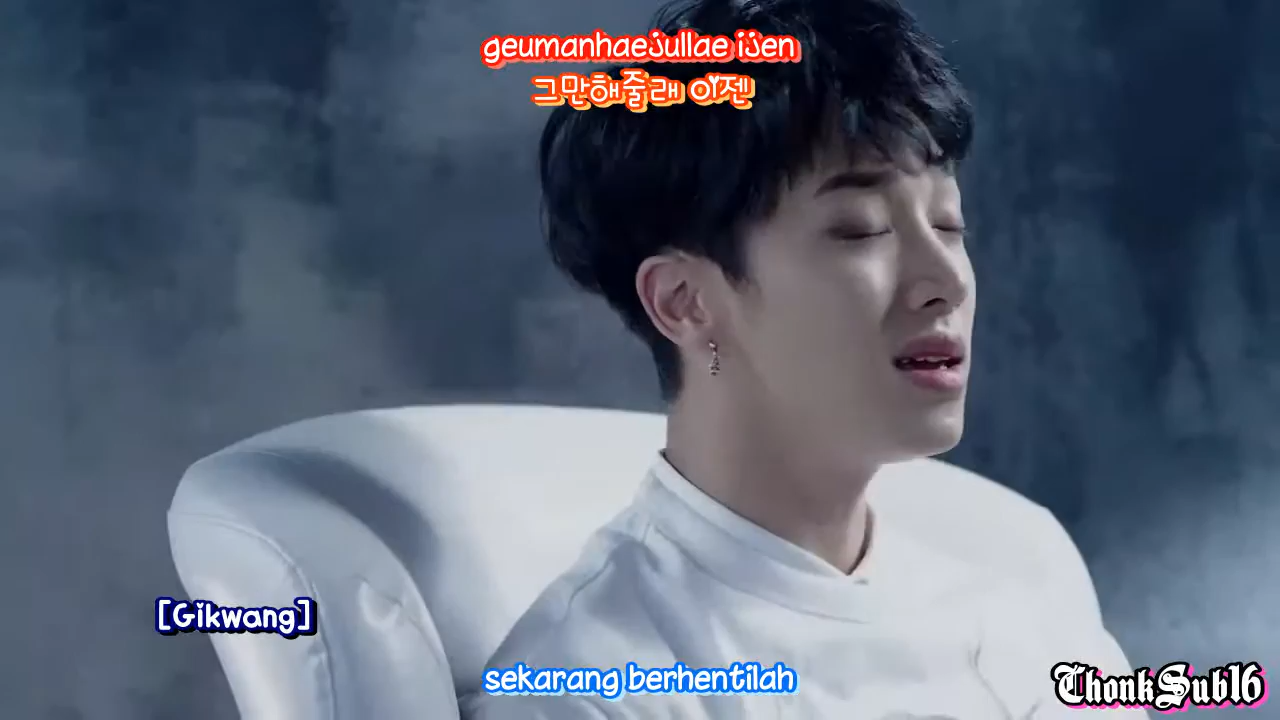 geumanhaejullae ijen
그만해줄래 이젠
[Gikwang]
sekarang berhentilah
ThonkSub16